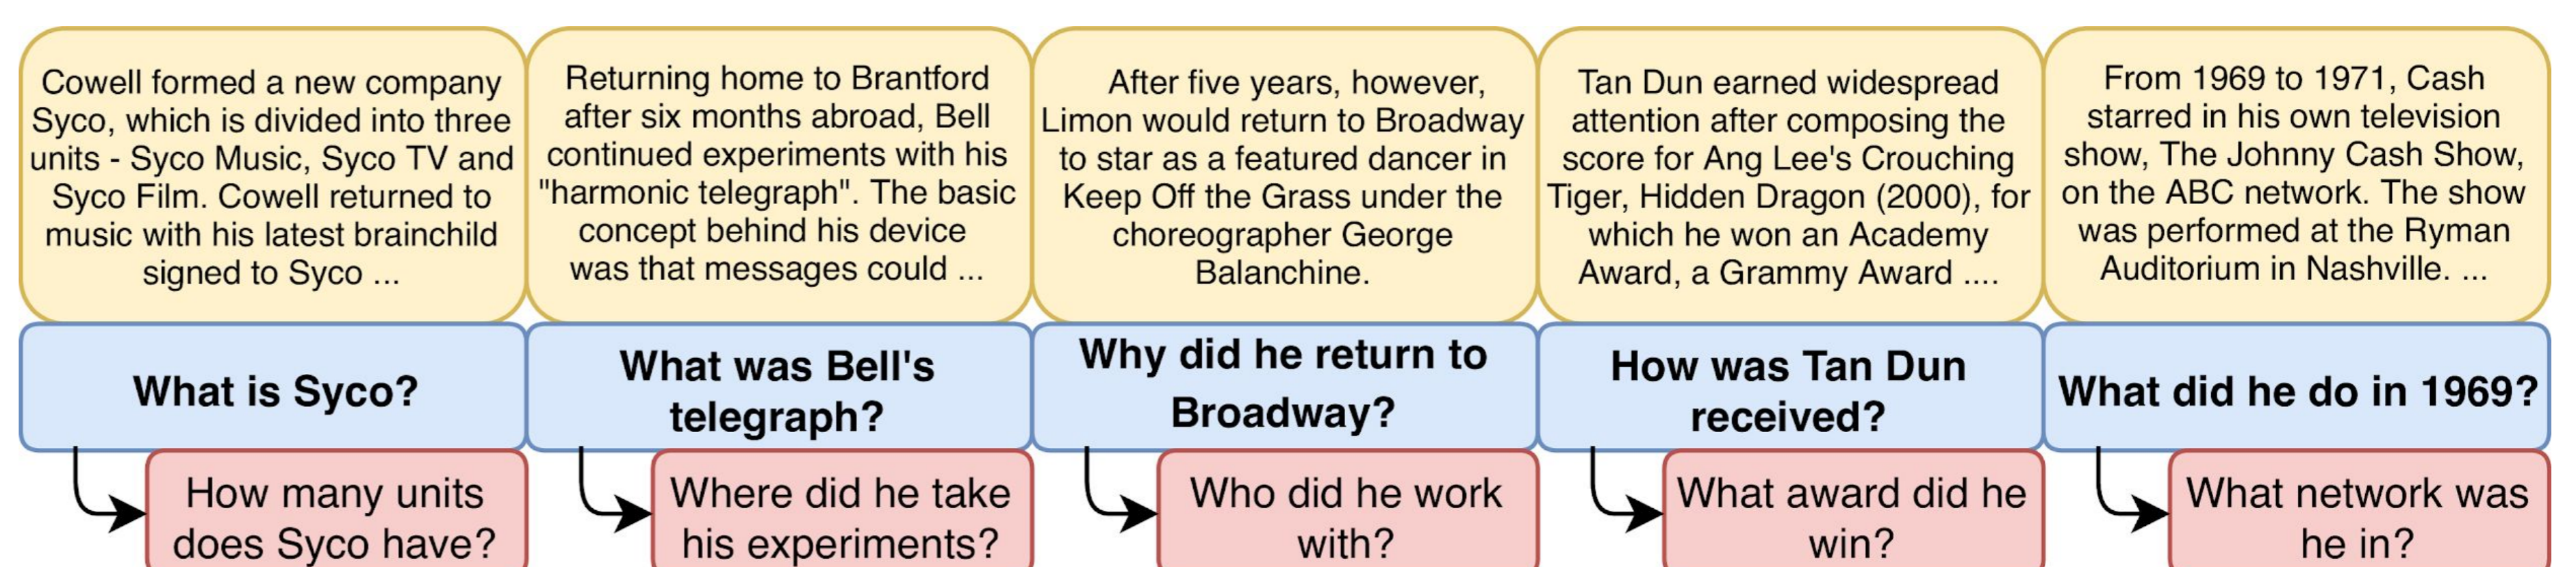 Cowell formed a new company
Syco, which is divided into three
units - Syco Music, Syco TV and
Syco Film. Cowell returned to
music with his latest brainchild
signed to Syco ...
What is Syco?
How many units
does Syco have?
Returning home to Brantford
after six months abroad, Bell
continued experiments with his
"harmonic telegraph". The basic
concept behind his device
was that messages could ...
What was Bell's
telegraph?
Where did he take
his experiments?
After five years, however,
Limon would return to Broadway
to star as a featured dancer in
Keep Off the Grass under the
choreographer George
Balanchine.
Why did he return to
Broadway?
Who did he work
with?
Tan Dun earned widespread
attention after composing the
score for Ang Lee's Crouching
Tiger, Hidden Dragon (2000), for
which he won an Academy
Award, a Grammy Award ....
How was Tan Dun
received?
What award did he
win?
From 1969 to 1971, Cash
starred in his own television
show, The Johnny Cash Show,
on the ABC network. The show
was performed at the Ryman
Auditorium in Nashville. ...
What did he do in 1969?
What network was
he in?